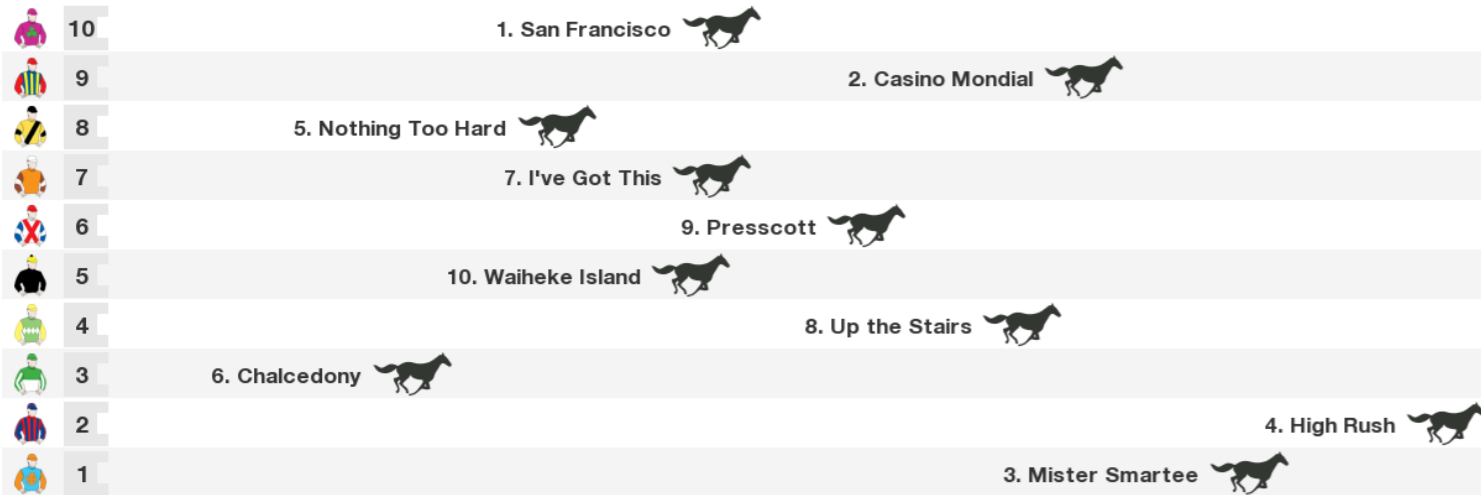 10 1. San Francisco
9 2. Casino Mondial
8 5. Nothing Too Hard
7 7. I've Got This
6 9. Presscott
5 10. Waiheke Island
4 8. Up the Stairs
3 6. Chalcedony
2 4. High Rush
1 3. Mister Smartee